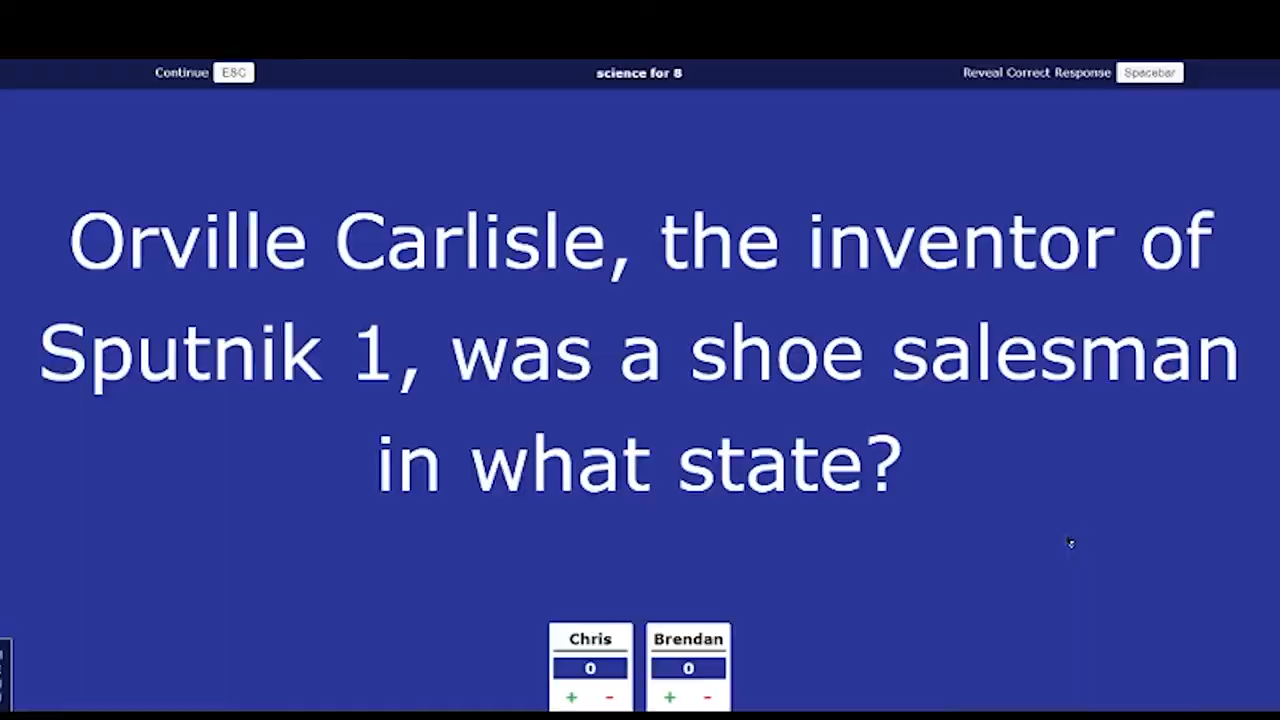 Continue ESC science for 8 Reveal Correct Response Spacebar
Orville Carlisle, the inventor of
Sputnik 1, was a shoe salesman
in what state?
Chris Brendan
0 0
+ - + -